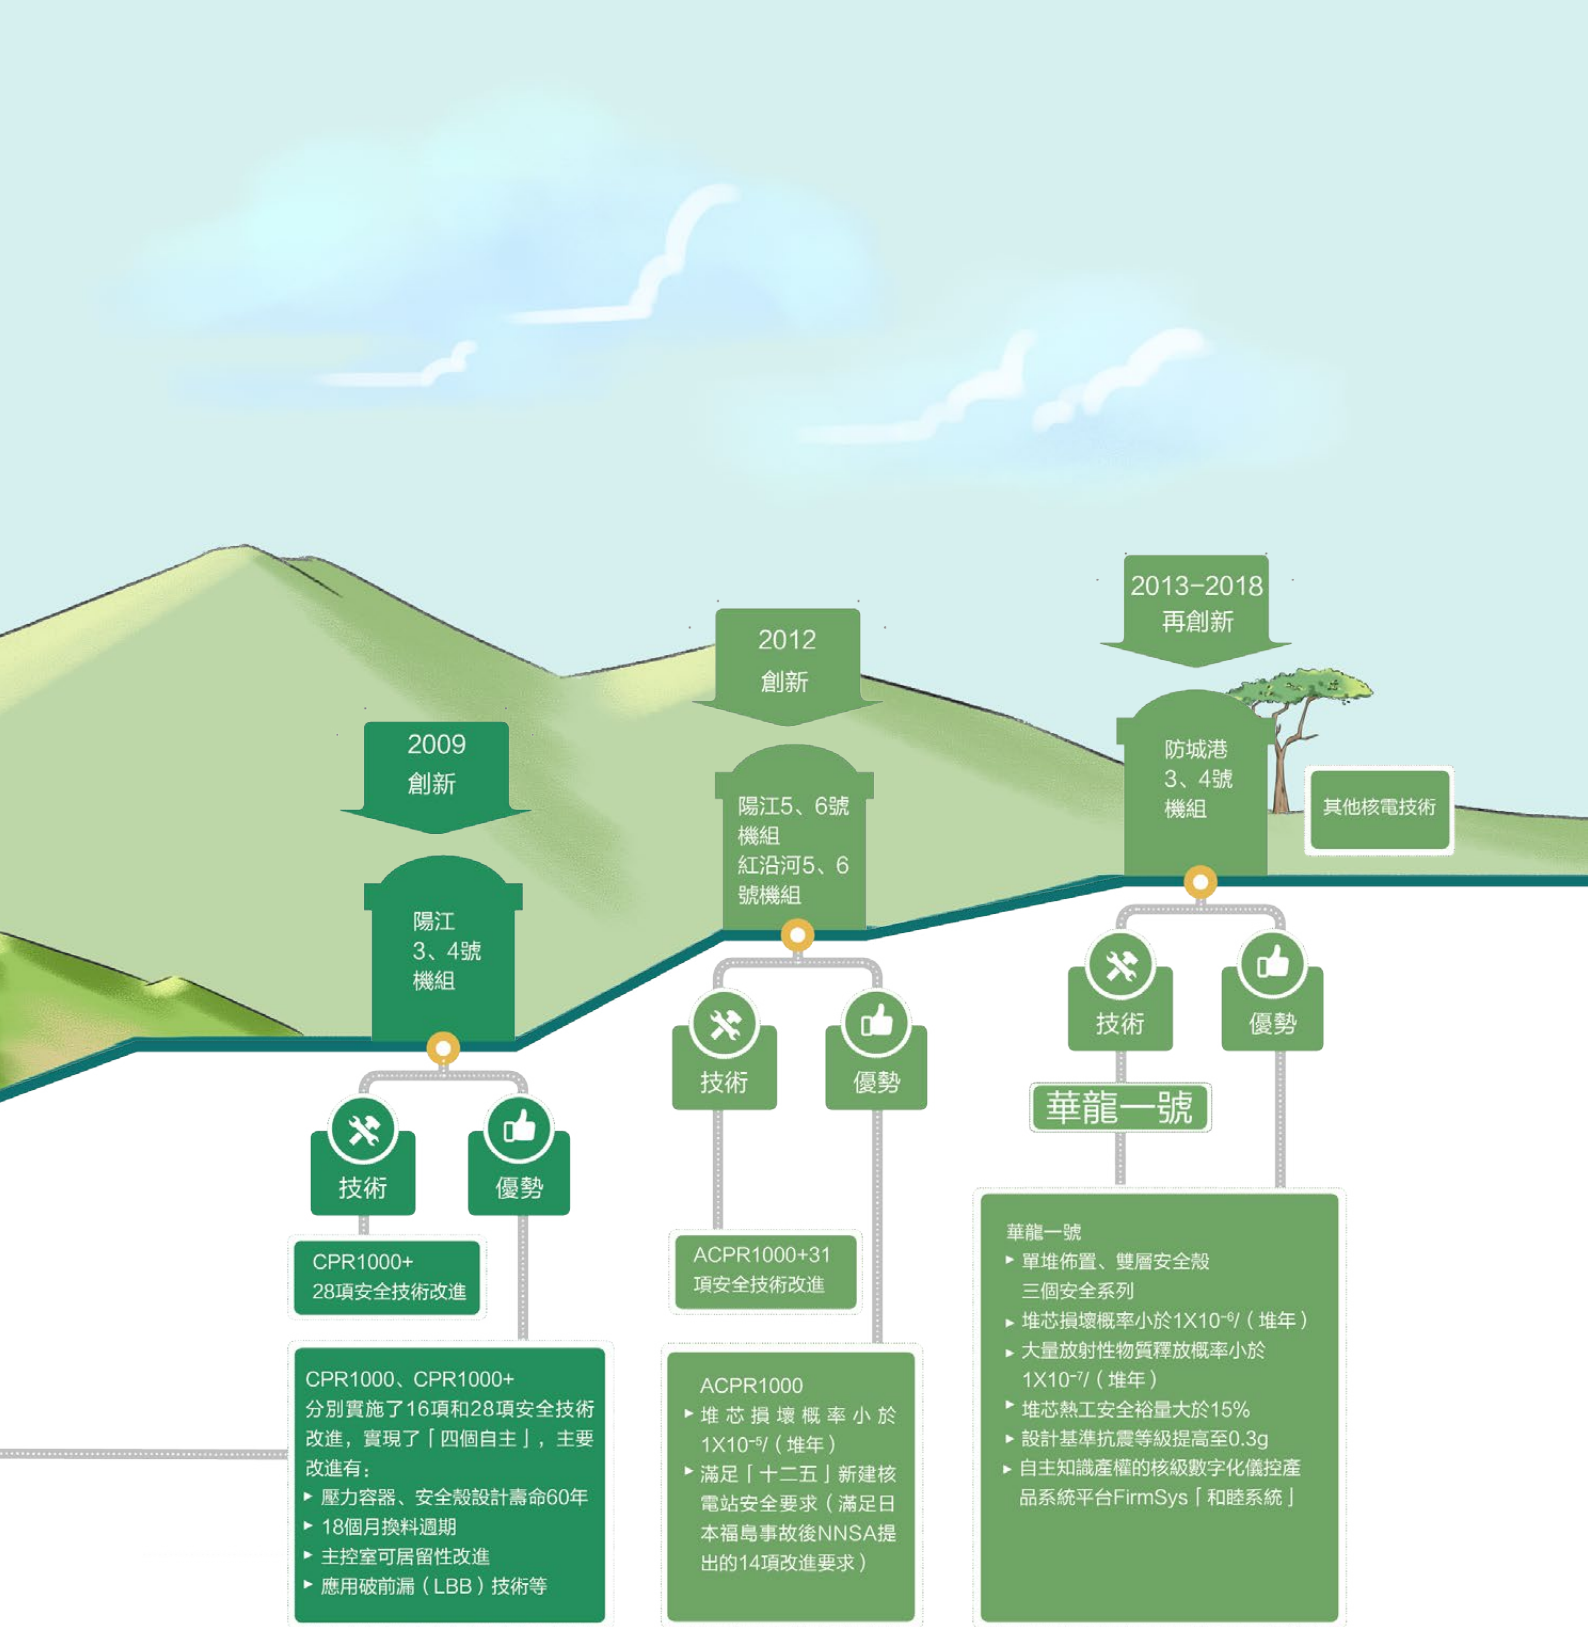 2009
創新
陽江
3、4號
機組
技術
優勢
CPR1000+
28項安全技術改進
CPR1000、CPR1000+
分別實施了16項和28項安全技術
改進，實現了「四個自主」，主要
改進有：
▸ 壓力容器、安全殼設計壽命60年
▸ 18個月換料週期
▸ 主控室可居留性改進
▸ 應用破前漏（LBB）技術等
2012
創新
陽江5、6號
機組
紅沿河5、6
號機組
技術
優勢
ACPR1000+31
項安全技術改進
ACPR1000
▸ 堆芯損壞概率小於
1X10⁻⁵/（堆年）
▸ 滿足「十二五」新建核
電站安全要求（滿足日
本福島事故後NNSA提
出的14項改進要求）
2013-2018
再創新
防城港
3、4號
機組
技術
優勢
華龍一號
華龍一號
▸ 單堆佈置、雙層安全殼
三個安全系列
▸ 堆芯損壞概率小於1X10⁻⁶/（堆年）
▸ 大量放射性物質釋放概率小於
1X10⁻⁷/（堆年）
▸ 堆芯熱工安全裕量大於15%
▸ 設計基準抗震等級提高至0.3g
▸ 自主知識產權的核級數字化儀控產
品系統平台FirmSys「和睦系統」
其他核電技術